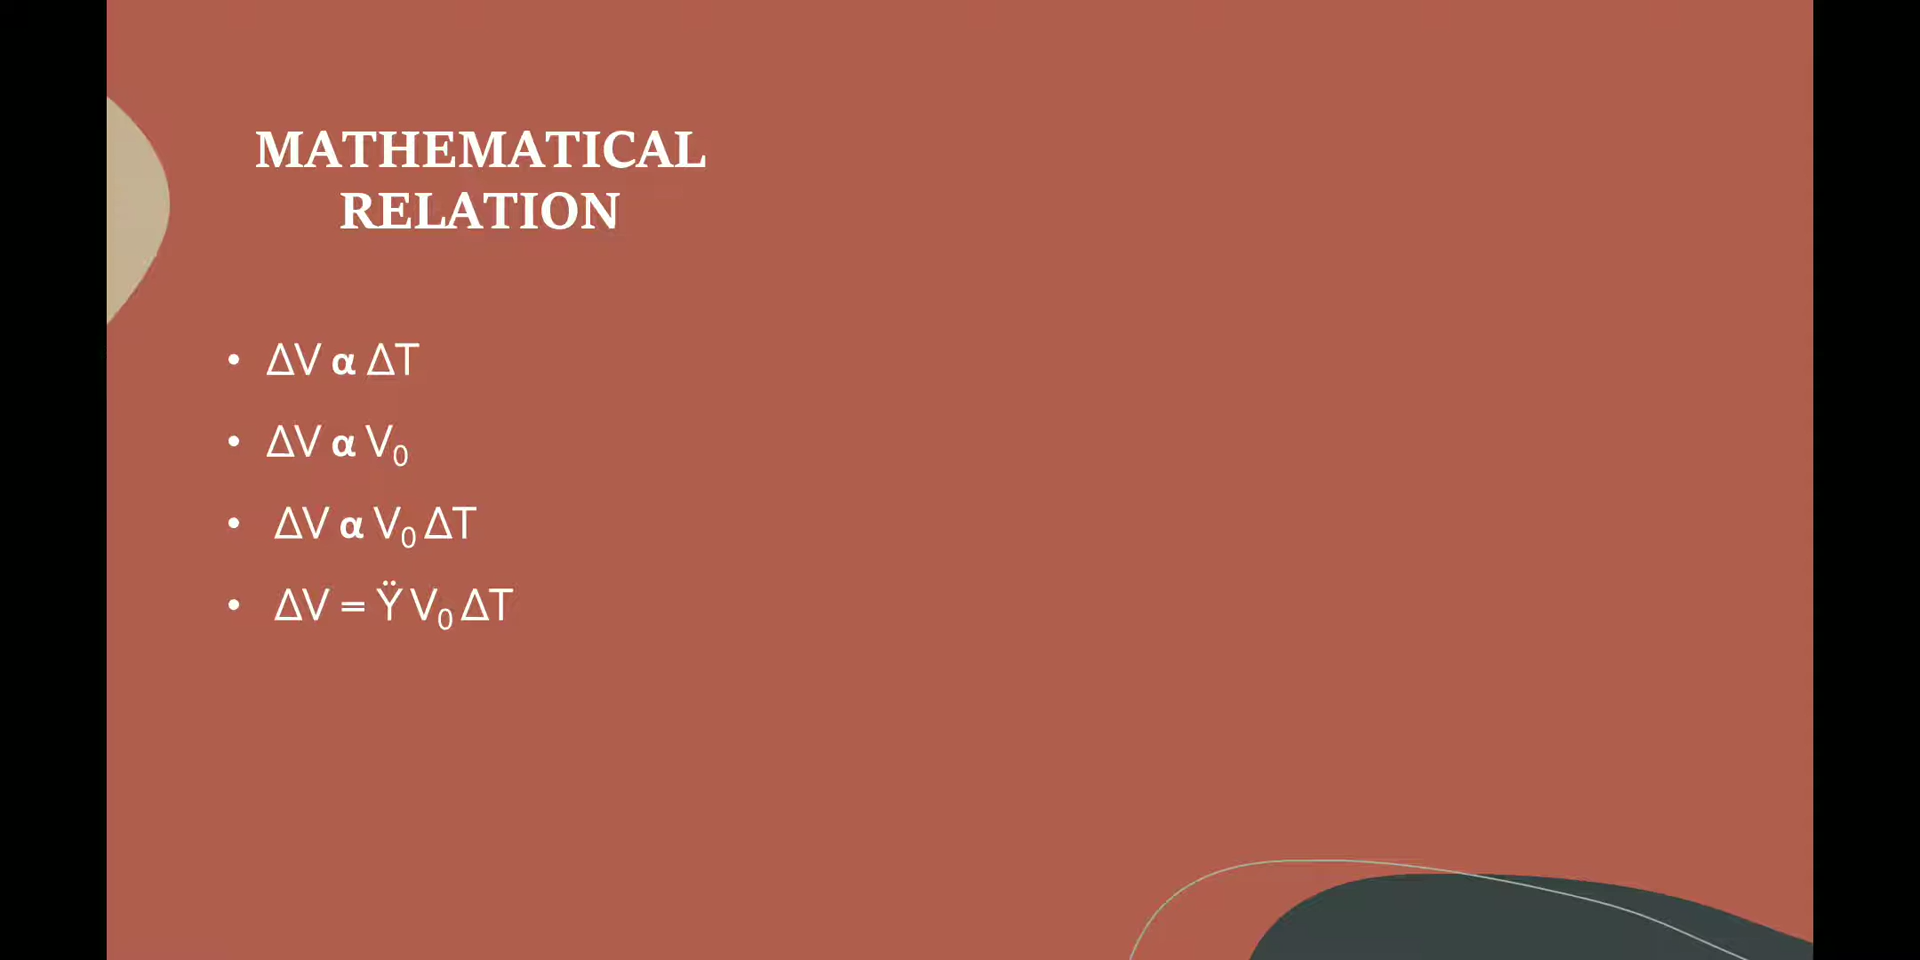 MATHEMATICAL
RELATION
• ΔV α ΔT
• ΔV α V₀
• ΔV α V₀ ΔT
• ΔV = Ÿ V₀ ΔT